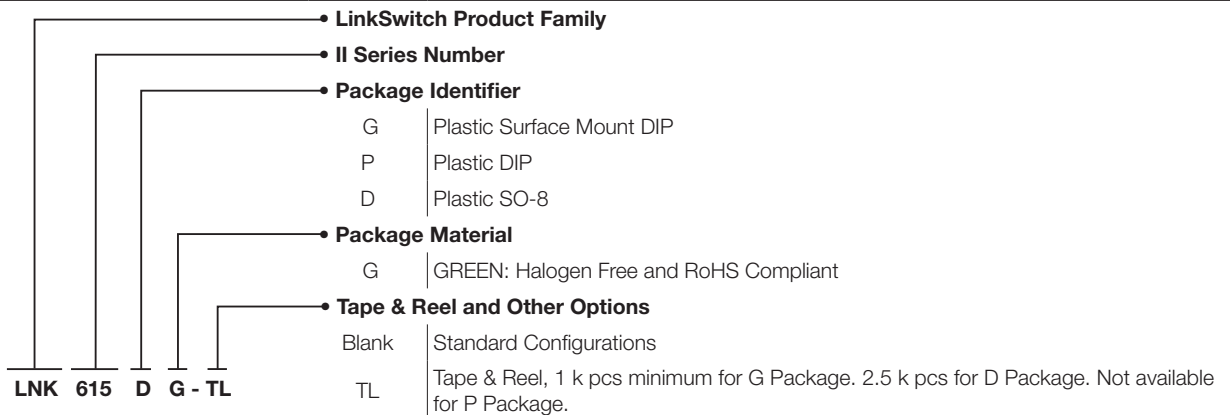 LinkSwitch Product Family
II Series Number
Package Identifier
G Plastic Surface Mount DIP
P Plastic DIP
D Plastic SO-8
Package Material
G GREEN: Halogen Free and RoHS Compliant
Tape & Reel and Other Options
Blank Standard Configurations
TL Tape & Reel, 1 k pcs minimum for G Package. 2.5 k pcs for D Package. Not available
for P Package.
LNK 615 D G - TL